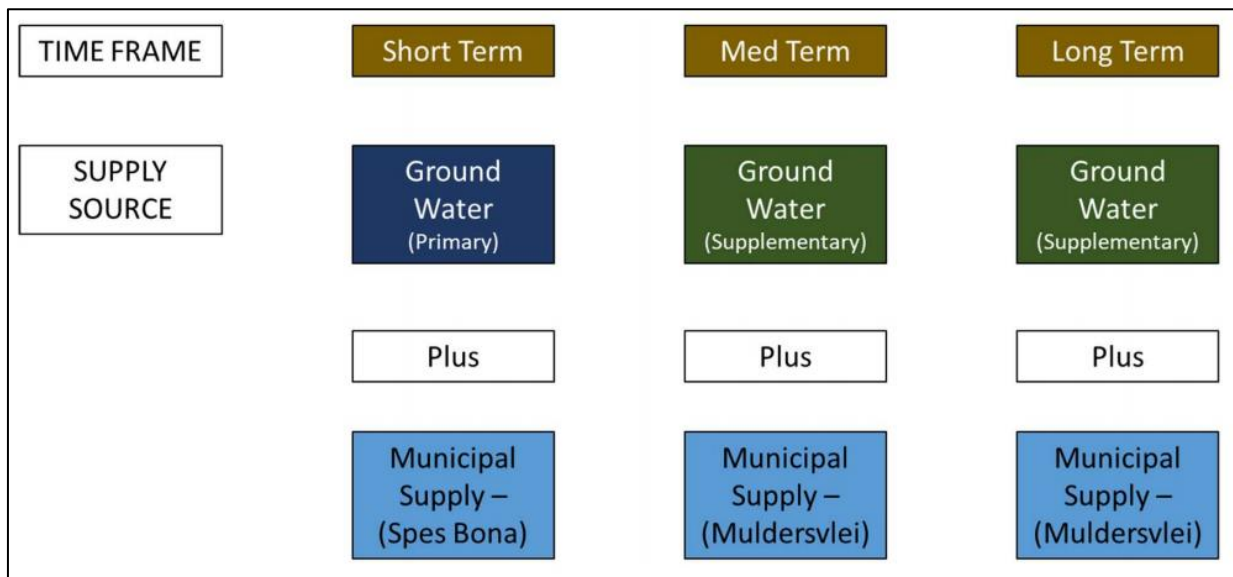 TIME FRAME
Short Term
Med Term
Long Term
SUPPLY
SOURCE
Ground
Water
(Primary)
Ground
Water
(Supplementary)
Ground
Water
(Supplementary)
Plus
Plus
Plus
Municipal
Supply –
(Spes Bona)
Municipal
Supply –
(Muldersvlei)
Municipal
Supply –
(Muldersvlei)